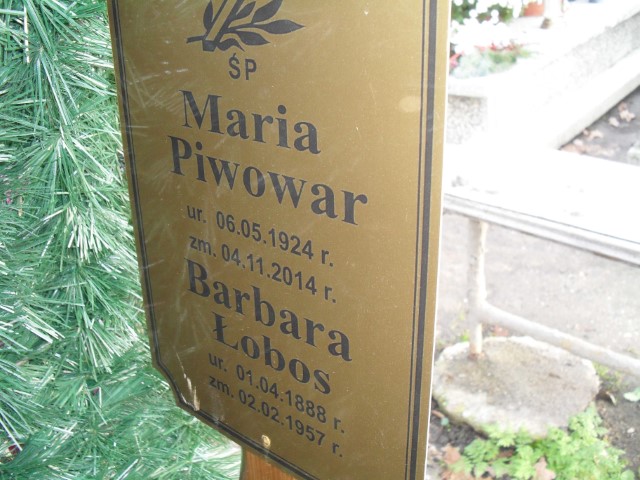 ŚP
Maria
Piwowar
ur. 06.05.1924 r.
zm. 04.11.2014 r.
Barbara
Łobos
ur. 01.04.1888 r.
zm. 02.02.1957 r.